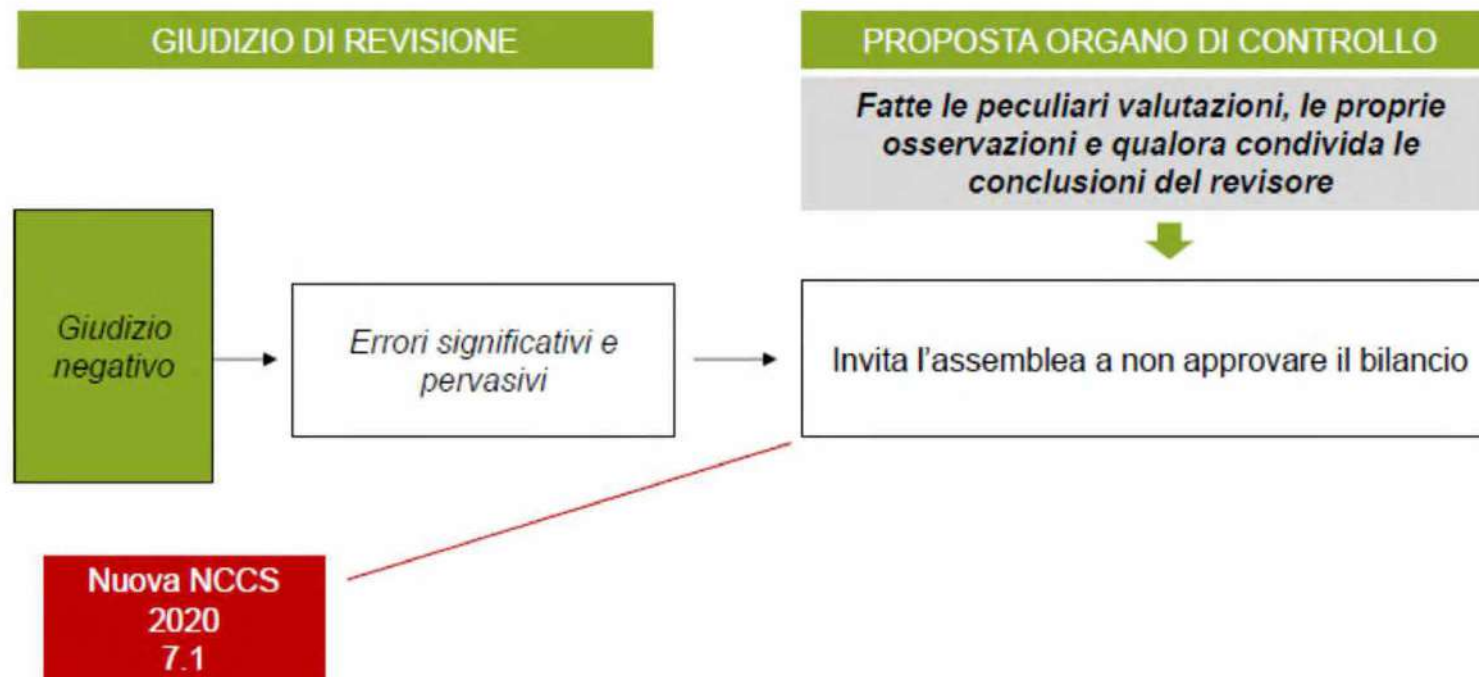 GIUDIZIO DI REVISIONE
PROPOSTA ORGANO DI CONTROLLO
Fatte le peculiari valutazioni, le proprie
osservazioni e qualora condivida le
conclusioni del revisore
Giudizio
negativo
Errori significativi e
pervasivi
Invita l'assemblea a non approvare il bilancio
Nuova NCCS
2020
7.1